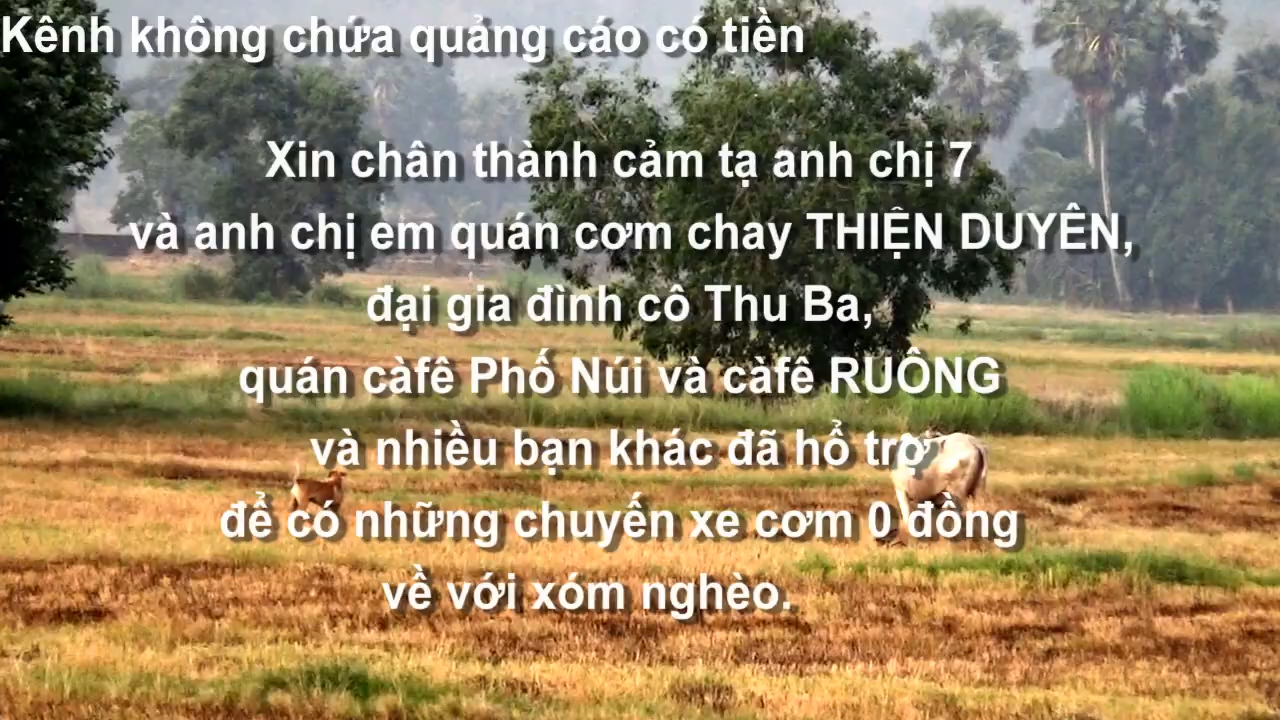 Kênh không chứa quảng cáo có tiền
Xin chân thành cảm tạ anh chị 7
và anh chị em quán cơm chay THIỆN DUYÊN,
đại gia đình cô Thu Ba,
quán càfê Phố Núi và càfê RUÔNG
và nhiều bạn khác đã hổ trợ
để có những chuyến xe cơm 0 đồng
về với xóm nghèo.